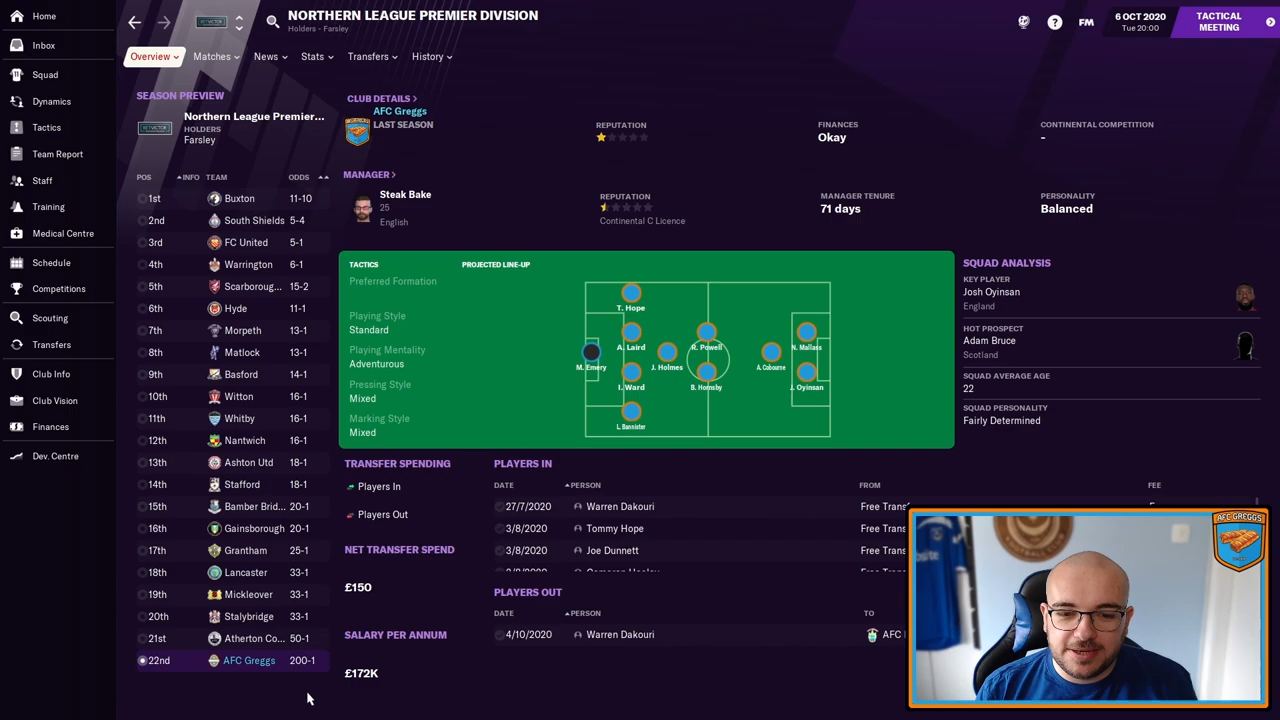 Home
Inbox
Squad
Dynamics
Tactics
Team Report
Staff
Training
Medical Centre
Schedule
Competitions
Scouting
Transfers
Club Info
Club Vision
Finances
Dev. Centre
NORTHERN LEAGUE PREMIER DIVISION
Holders - Farsley
FM
6 OCT 2020
Tue 20:00
TACTICAL
MEETING
Overview
Matches
News
Stats
Transfers
History
SEASON PREVIEW
Northern League Premier...
HOLDERS
Farsley
POS INFO TEAM ODDS
1st Buxton 11-10
2nd South Shields 5-4
3rd FC United 5-1
4th Warrington 6-1
5th Scarboroug... 15-2
6th Hyde 11-1
7th Morpeth 13-1
8th Matlock 13-1
9th Basford 14-1
10th Witton 16-1
11th Whitby 16-1
12th Nantwich 16-1
13th Ashton Utd 18-1
14th Stafford 18-1
15th Bamber Brid... 20-1
16th Gainsborough 20-1
17th Grantham 25-1
18th Lancaster 33-1
19th Mickleover 33-1
20th Stalybridge 33-1
21st Atherton Co... 50-1
22nd AFC Greggs 200-1
CLUB DETAILS >
AFC Greggs
LAST SEASON
REPUTATION
FINANCES
Okay
CONTINENTAL COMPETITION
-
MANAGER >
Steak Bake
25
English
REPUTATION
Continental C Licence
MANAGER TENURE
71 days
PERSONALITY
Balanced
TACTICS
Preferred Formation
Playing Style
Standard
Playing Mentality
Adventurous
Pressing Style
Mixed
Marking Style
Mixed
PROJECTED LINE-UP
T. Hope
A. Laird
R. Powell
N. Mallass
M. Emery
J. Holmes
A. Cobourne
I. Ward
B. Hornsby
J. Oyinsan
L. Bannister
SQUAD ANALYSIS
KEY PLAYER
Josh Oyinsan
England
HOT PROSPECT
Adam Bruce
Scotland
SQUAD AVERAGE AGE
22
SQUAD PERSONALITY
Fairly Determined
TRANSFER SPENDING
Players In
Players Out
NET TRANSFER SPEND
£150
SALARY PER ANNUM
£172K
PLAYERS IN
DATE PERSON FROM FEE
27/7/2020 Warren Dakouri Free Transf
3/8/2020 Tommy Hope Free Trans
3/8/2020 Joe Dunnett Free Trans
PLAYERS OUT
DATE PERSON TO
4/10/2020 Warren Dakouri AFC
AFC GREGGS